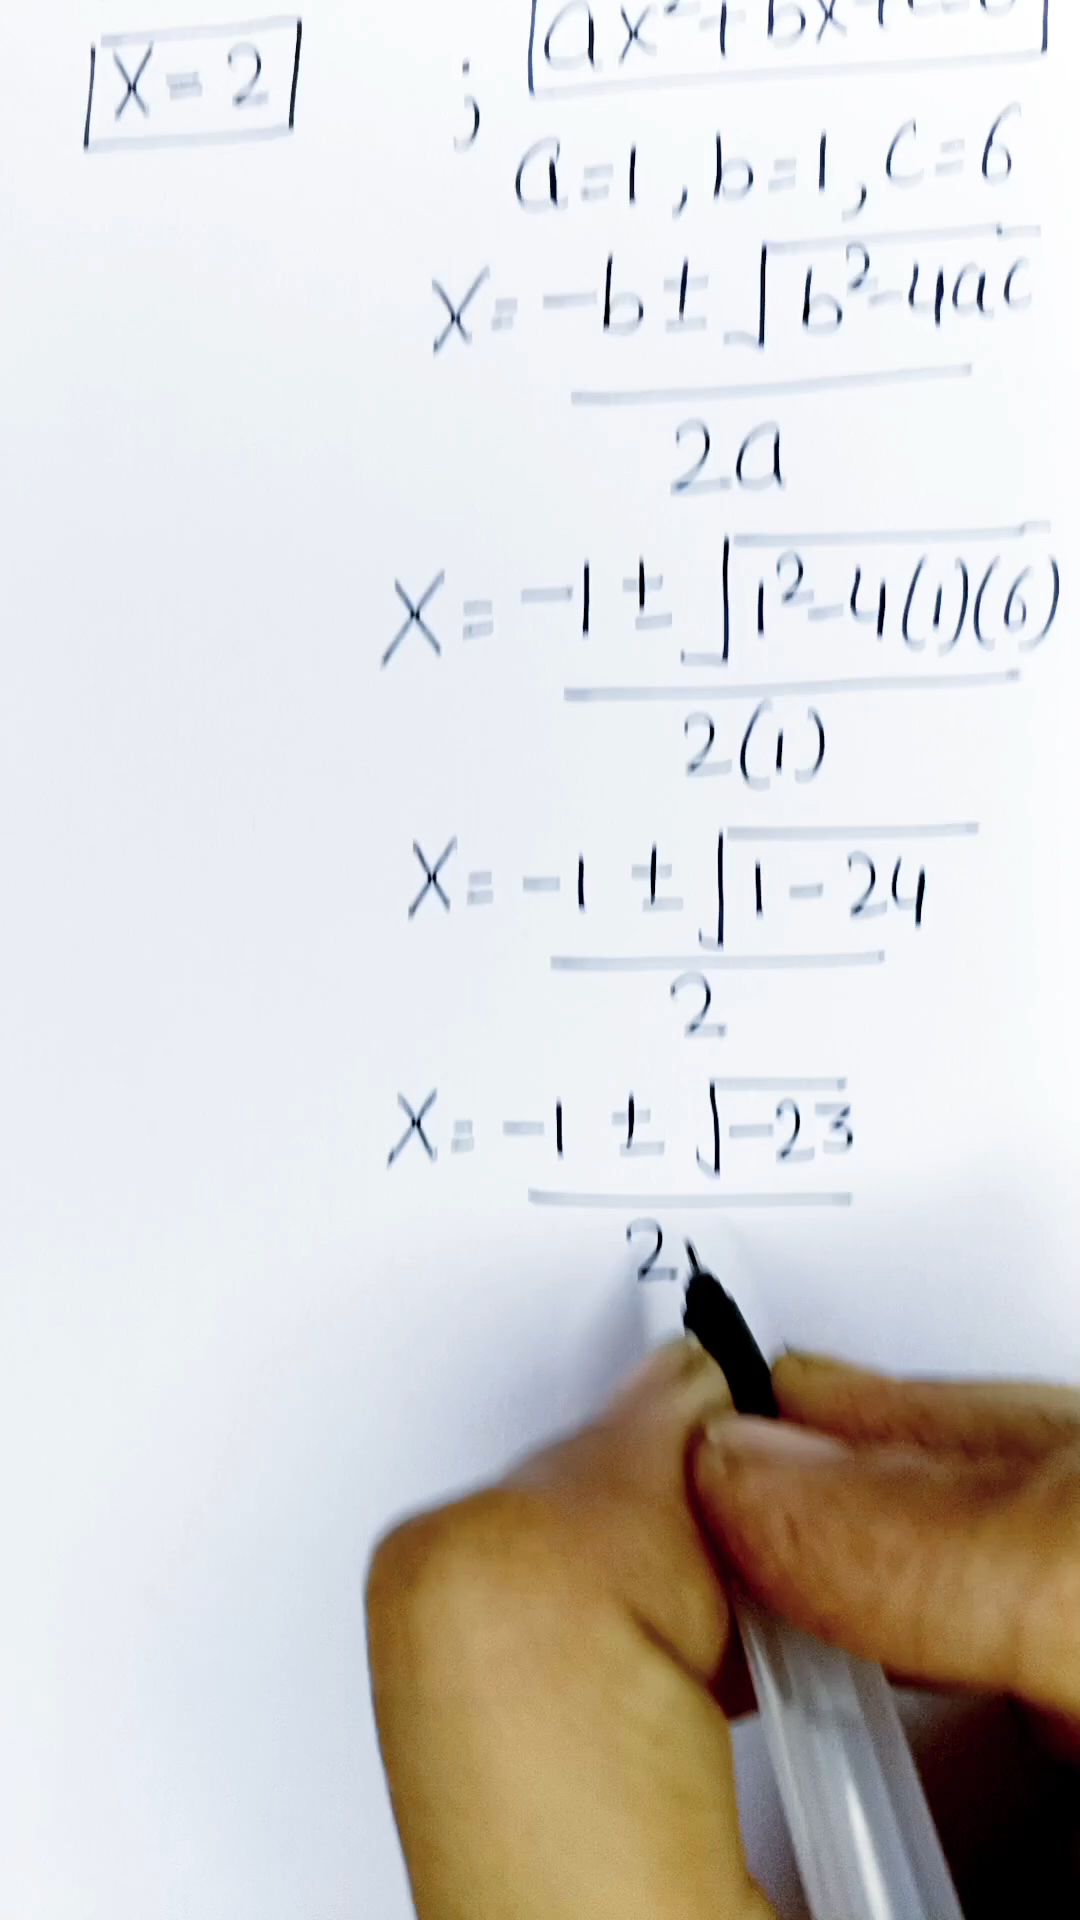 X = 2 ; ax² + bx + c = 0
a = 1 , b = 1 , c = 6
X = -b ± √b² - 4ac
2a
X = -1 ± √1² - 4(1)(6)
2(1)
X = -1 ± √1 - 24
2
X = -1 ± √-23
2